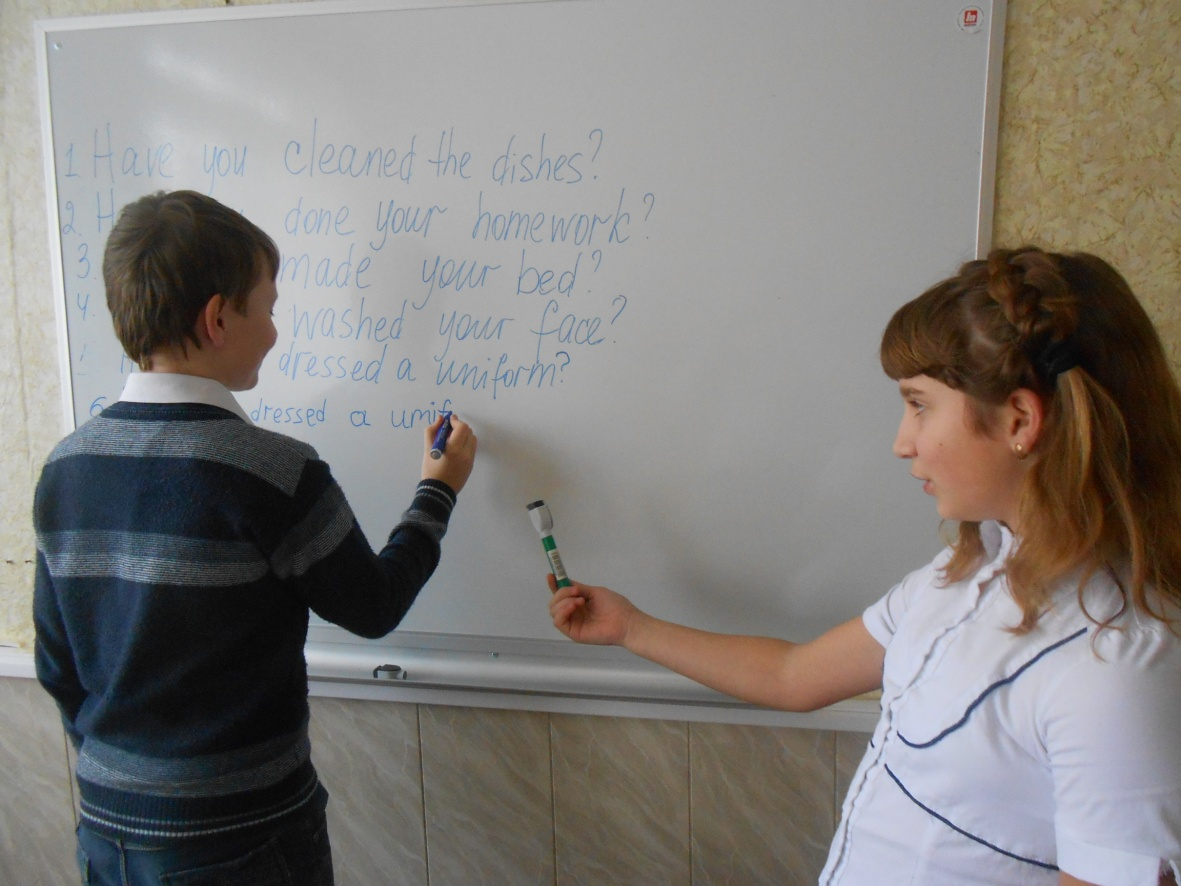 1 Have you cleaned the dishes?
2. H done your homework?
3. made your bed?
4. washed your face?
5 dressed a uniform?
6 dressed a unif